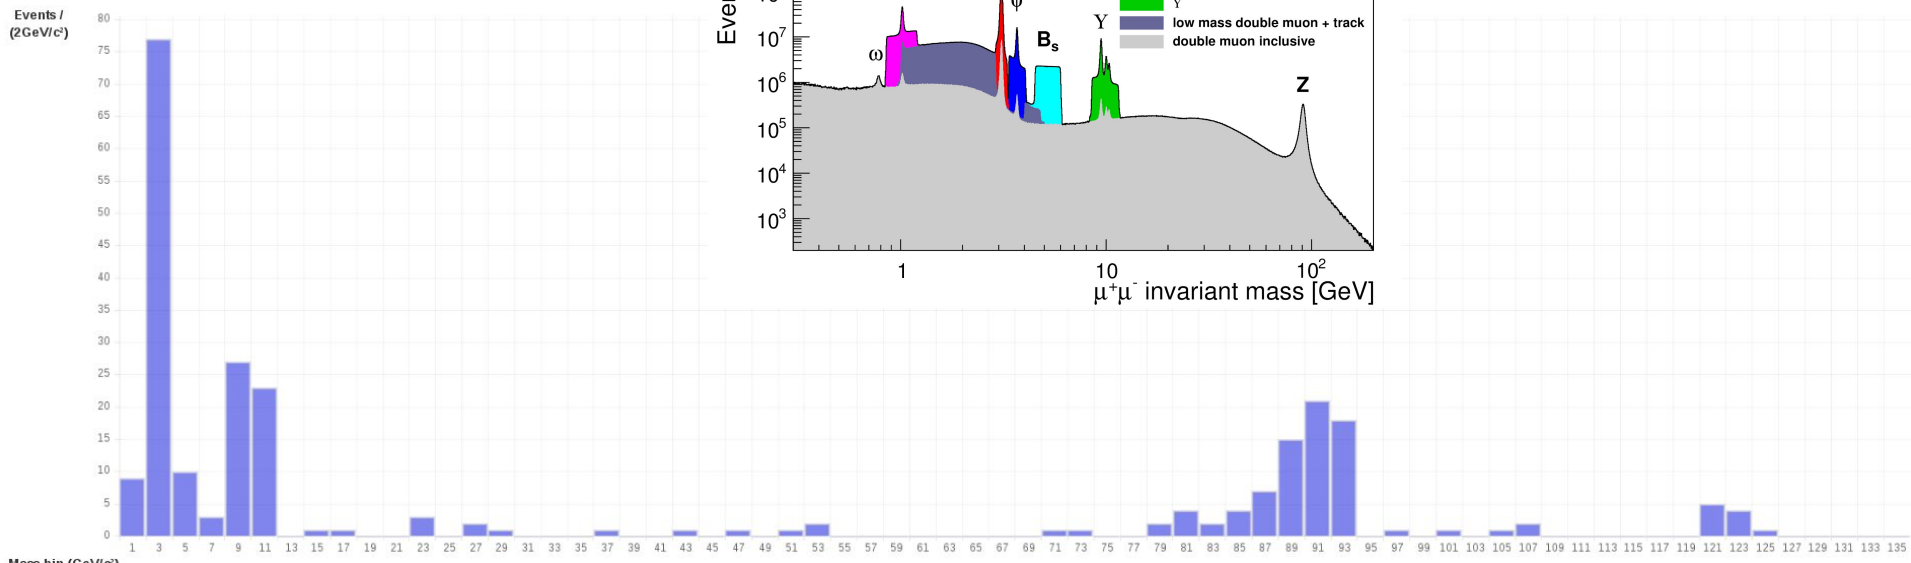 Events /
(2GeV/c²)
80
75
70
65
60
55
50
45
40
35
30
25
20
15
10
5
0
1 3 5 7 9 11 13 15 17 19 21 23 25 27 29 31 33 35 37 39 41 43 45 47 49 51 53 55 57 59 61 63 65 67 69 71 73 75 77 79 81 83 85 87 89 91 93 95 97 99 101 103 105 107 109 111 113 115 117 119 121 123 125 127 129 131 133 135
Mass bin (GeV/c²)
ω
B_s
Υ
Z
low mass double muon + track
double muon inclusive
10⁷
10⁶
10⁵
10⁴
10³
1 10 10²
μ⁺μ⁻ invariant mass [GeV]